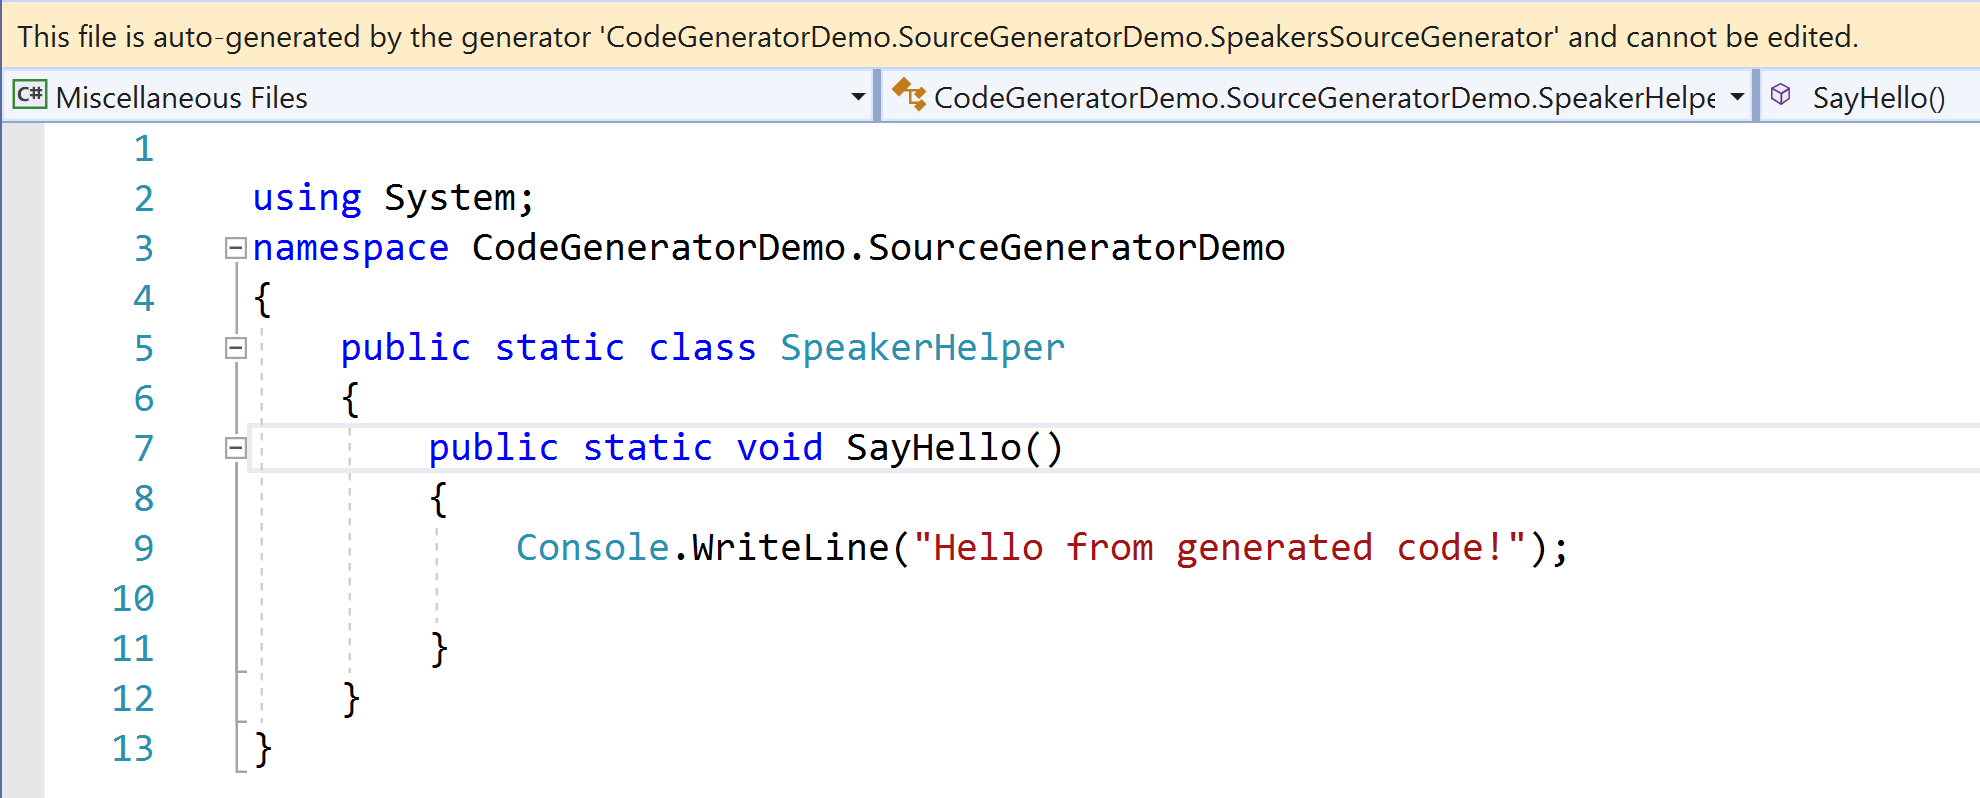 This file is auto-generated by the generator 'CodeGeneratorDemo.SourceGeneratorDemo.SpeakersSourceGenerator' and cannot be edited.
C# Miscellaneous Files CodeGeneratorDemo.SourceGeneratorDemo.SpeakerHelpe SayHello()
1
2 using System;
3 namespace CodeGeneratorDemo.SourceGeneratorDemo
4 {
5 public static class SpeakerHelper
6 {
7 public static void SayHello()
8 {
9 Console.WriteLine("Hello from generated code!");
10
11 }
12 }
13 }